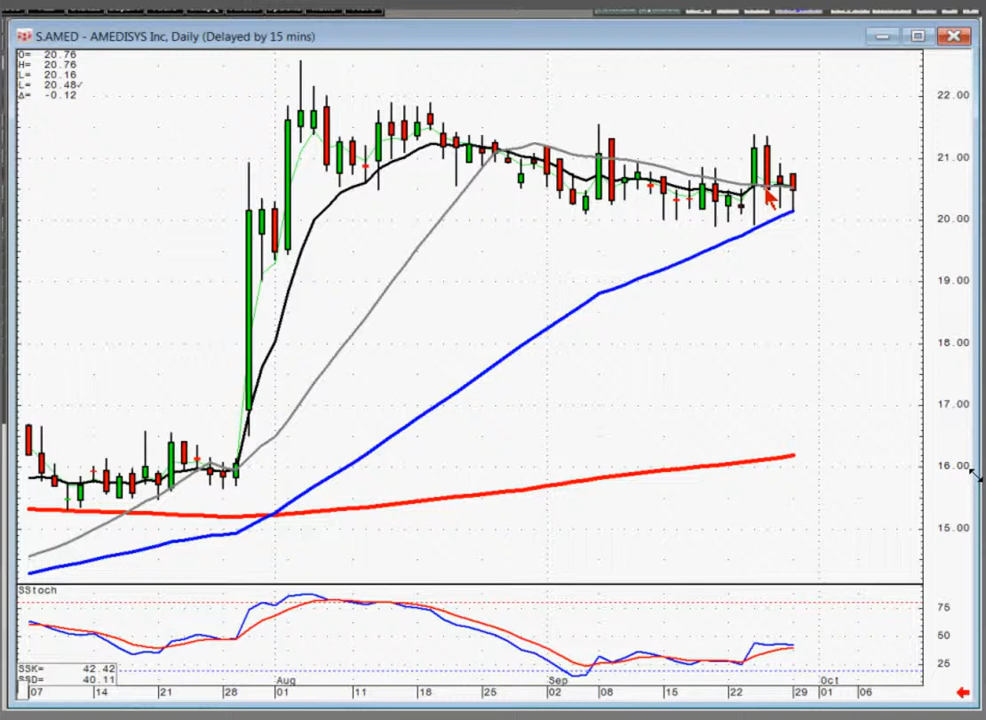 S.AMED - AMEDISYS Inc, Daily (Delayed by 15 mins)
O= 20.76
H= 20.76
L= 20.16
L= 20.48
Δ= -0.12
22.00
21.00
20.00
19.00
18.00
17.00
16.00
15.00
SStoch
75
50
25
SSK= 42.42
SSD= 40.11
Aug Sep Oct
07 14 21 28 01 11 18 25 02 08 15 22 29 01 06